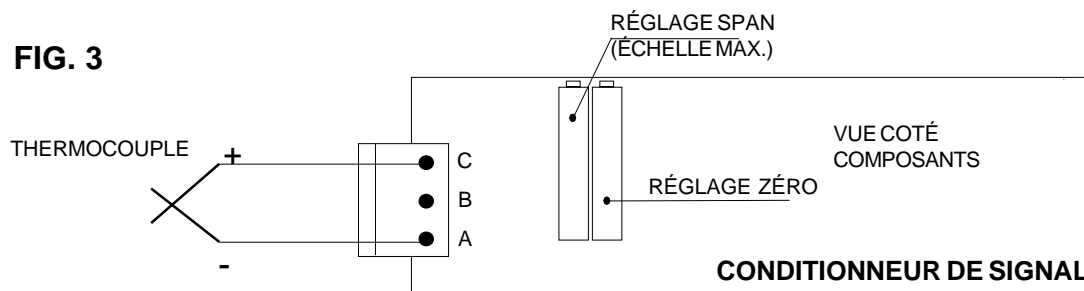 FIG. 3
RÉGLAGE SPAN
(ÉCHELLE MAX.)
THERMOCOUPLE
+
-
C
B
A
RÉGLAGE ZÉRO
VUE COTÉ
COMPOSANTS
CONDITIONNEUR DE SIGNAL